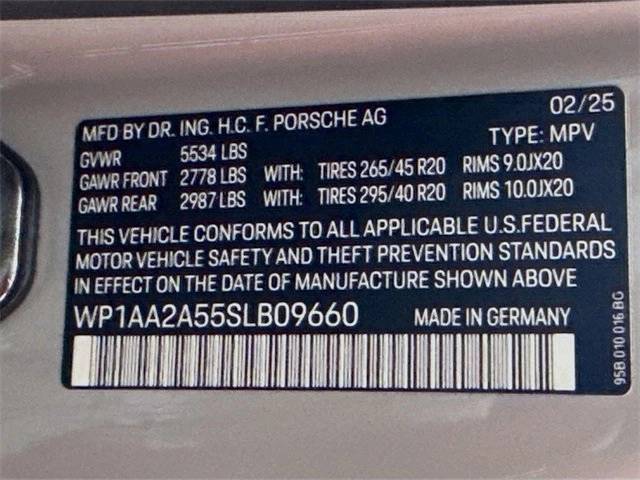 02/25
MFD BY DR. ING. H.C. F. PORSCHE AG
TYPE: MPV
GVWR 5534 LBS
GAWR FRONT 2778 LBS WITH: TIRES 265/45 R20 RIMS 9.0JX20
GAWR REAR 2987 LBS WITH: TIRES 295/40 R20 RIMS 10.0JX20
THIS VEHICLE CONFORMS TO ALL APPLICABLE U.S.FEDERAL
MOTOR VEHICLE SAFETY AND THEFT PREVENTION STANDARDS
IN EFFECT ON THE DATE OF MANUFACTURE SHOWN ABOVE
WP1AA2A55SLB09660 MADE IN GERMANY
95B 010 016 BG